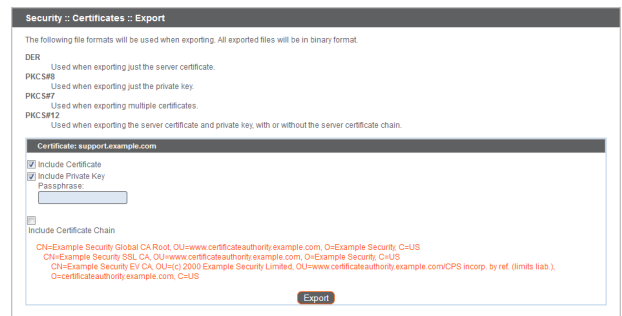 Security :: Certificates :: Export
The following file formats will be used when exporting. All exported files will be in binary format.
DER
Used when exporting just the server certificate.
PKCS#8
Used when exporting just the private key.
PKCS#7
Used when exporting multiple certificates.
PKCS#12
Used when exporting the server certificate and private key, with or without the server certificate chain.
Certificate: support.example.com
Include Certificate
Include Private Key
Passphrase:
Include Certificate Chain
CN=Example Security Global CA Root, OU=www.certificateauthority.example.com, O=Example Security, C=US
CN=Example Security SSL CA, OU=www.certificateauthority.example.com, O=Example Security, C=US
CN=Example Security EV CA, OU=(c) 2000 Example Security Limited, OU=www.certificateauthority.example.com/CPS incorp. by ref. (limits liab.),
O=certificateauthority.example.com, C=US
Export